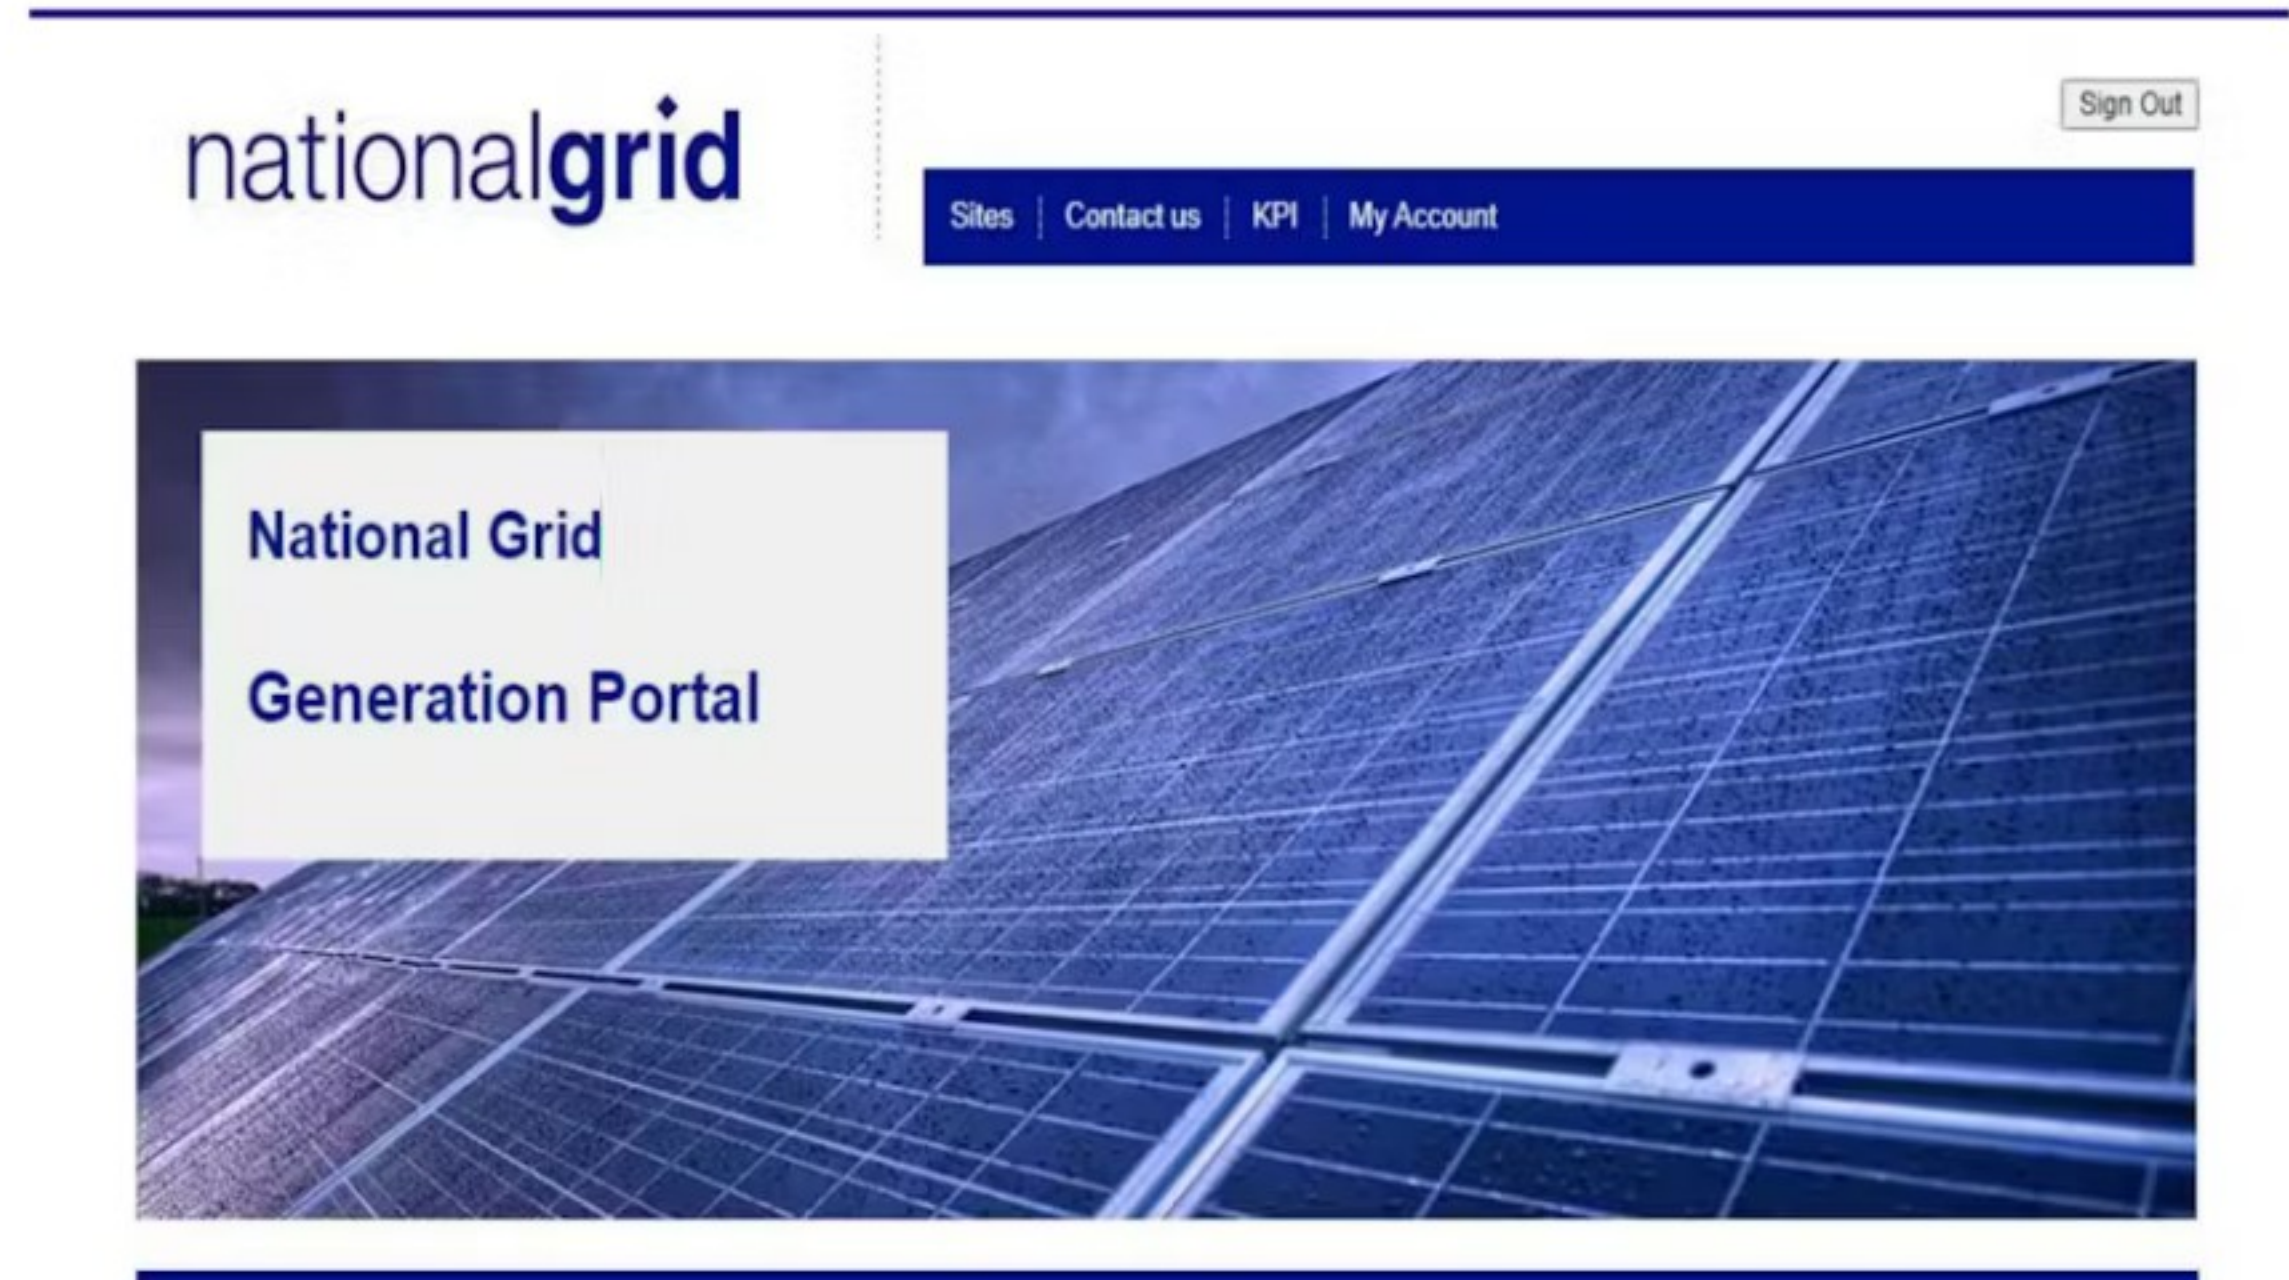 nationalgrid
Sign Out
Sites
Contact us
KPI
My Account
National Grid
Generation Portal